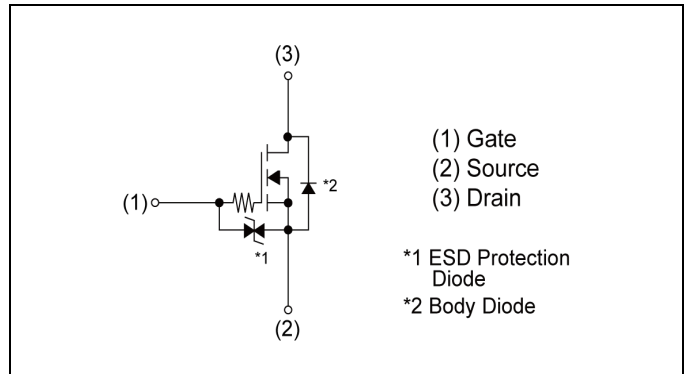 (3)
(1)
*2
*1
(2)
(1) Gate
(2) Source
(3) Drain
*1 ESD Protection
Diode
*2 Body Diode